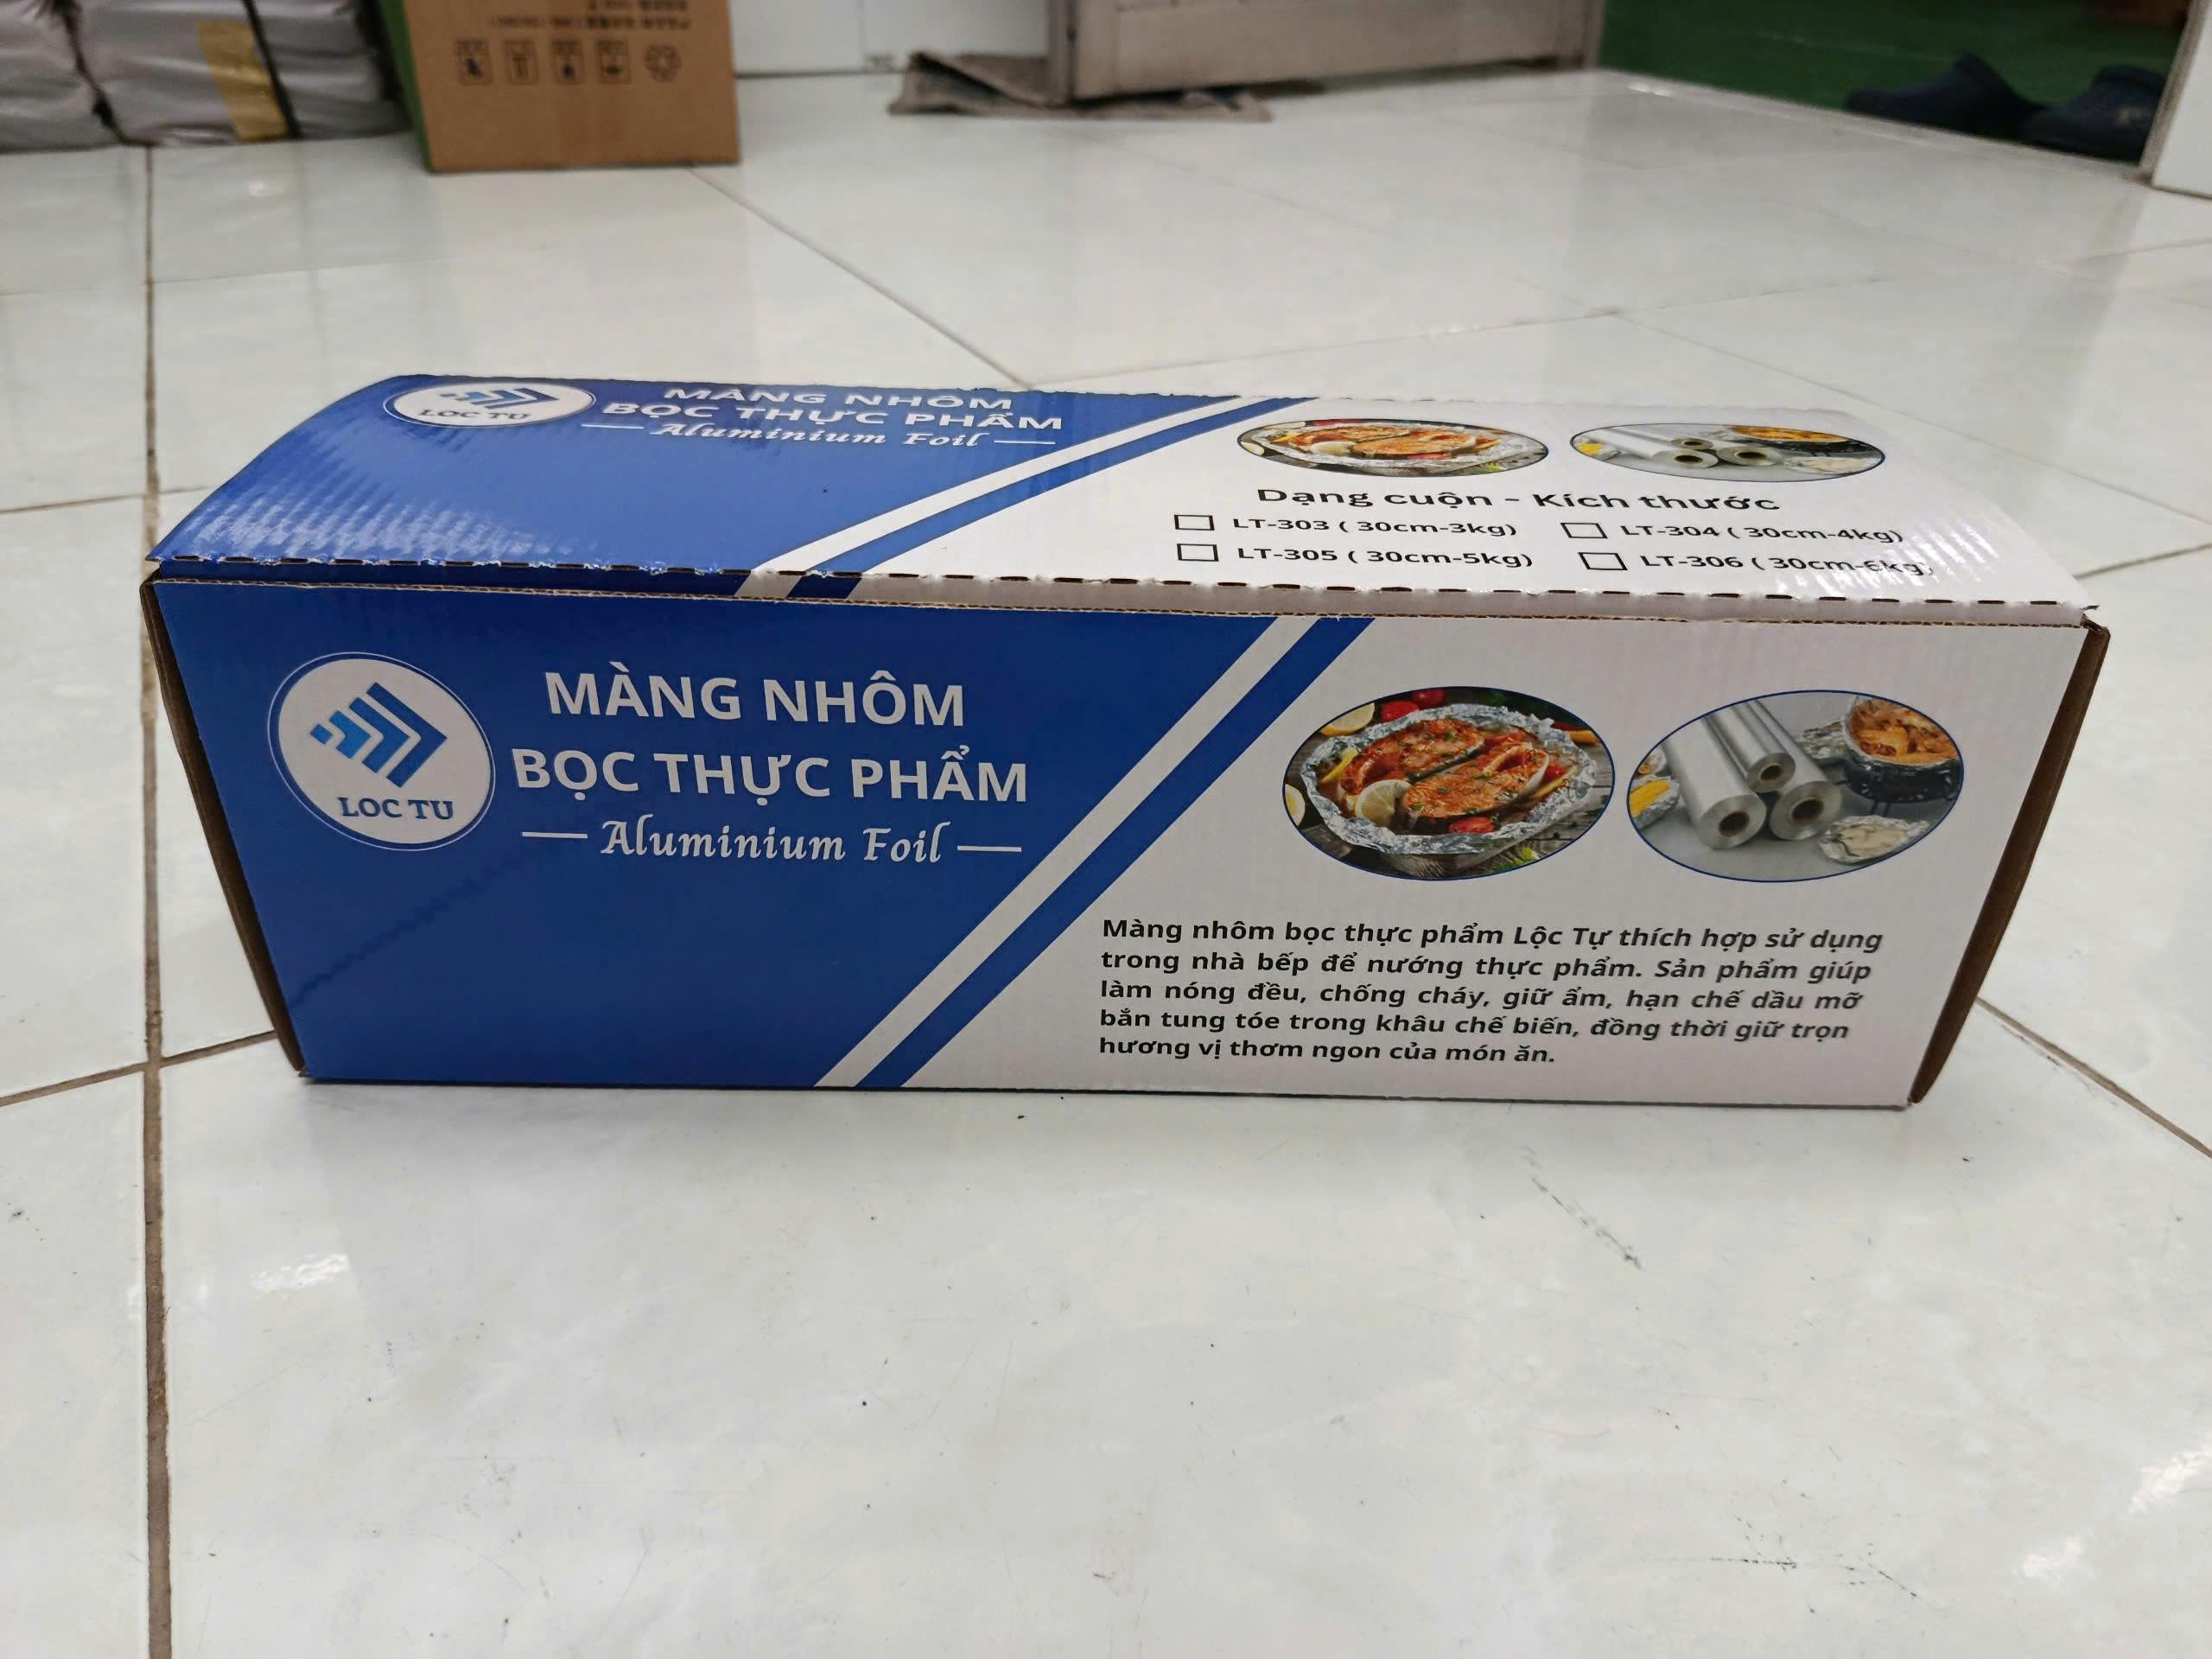 LOC TU
MÀNG NHÔM
BỌC THỰC PHẨM
Aluminium Foil
Dạng cuộn - Kích thước
LT-303 ( 30cm-3kg)
LT-304 ( 30cm-4kg)
LT-305 ( 30cm-5kg)
LT-306 ( 30cm-6kg)
LOC TU
MÀNG NHÔM
BỌC THỰC PHẨM
Aluminium Foil
Màng nhôm bọc thực phẩm Lộc Tự thích hợp sử dụng
trong nhà bếp để nướng thực phẩm. Sản phẩm giúp
làm nóng đều, chống cháy, giữ ẩm, hạn chế dầu mỡ
bắn tung tóe trong khâu chế biến, đồng thời giữ trọn
hương vị thơm ngon của món ăn.